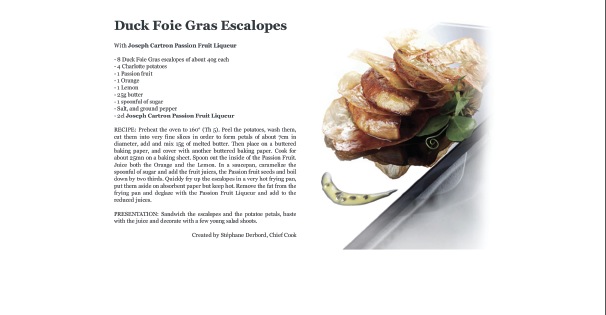 Duck Foie Gras Escalopes
With Joseph Cartron Passion Fruit Liqueur
- 8 Duck Foie Gras escalopes of about 40g each
- 4 Charlotte potatoes
- 1 Passion fruit
- 1 Orange
- 1 Lemon
- 25g butter
- 1 spoonful of sugar
- Salt, and ground pepper
- 2cl Joseph Cartron Passion Fruit Liqueur
RECIPE: Preheat the oven to 160° (Th 5). Peel the potatoes, wash them,
cut them into very fine slices in order to form petals of about 7cm in
diameter, add and mix 15g of melted butter. Then place on a buttered
baking paper, and cover with another buttered baking paper. Cook for
about 25mn on a baking sheet. Spoon out the inside of the Passion Fruit.
Juice both the Orange and the Lemon. In a saucepan, caramelize the
spoonful of sugar and add the fruit juices, the Passion fruit seeds and boil
down by two thirds. Quickly fry up the escalopes in a very hot frying pan,
put them aside on absorbent paper but keep hot. Remove the fat from the
frying pan and deglaze with the Passion Fruit Liqueur and add to the
reduced juices.
PRESENTATION: Sandwich the escalopes and the potatoe petals, baste
with the juice and decorate with a few young salad shoots.
Created by Stéphane Derbord, Chief Cook